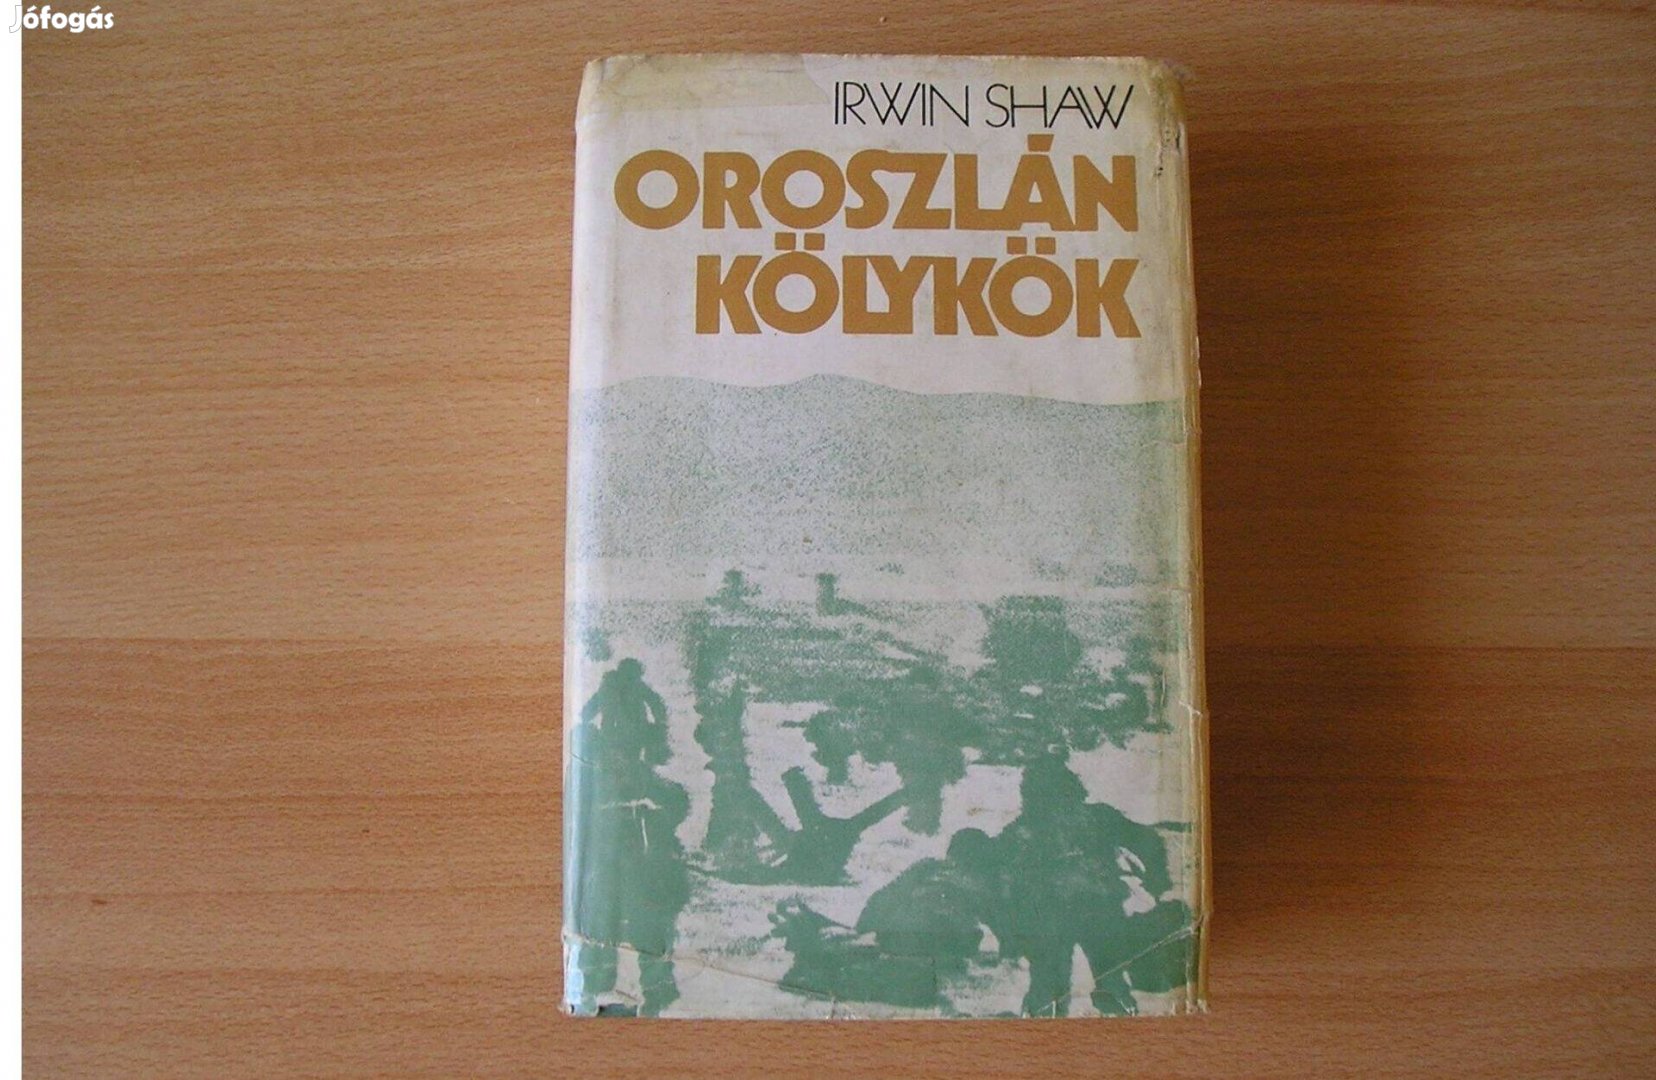 Jófogás
IRWIN SHAW
OROSZLÁN
KÖLYKÖK